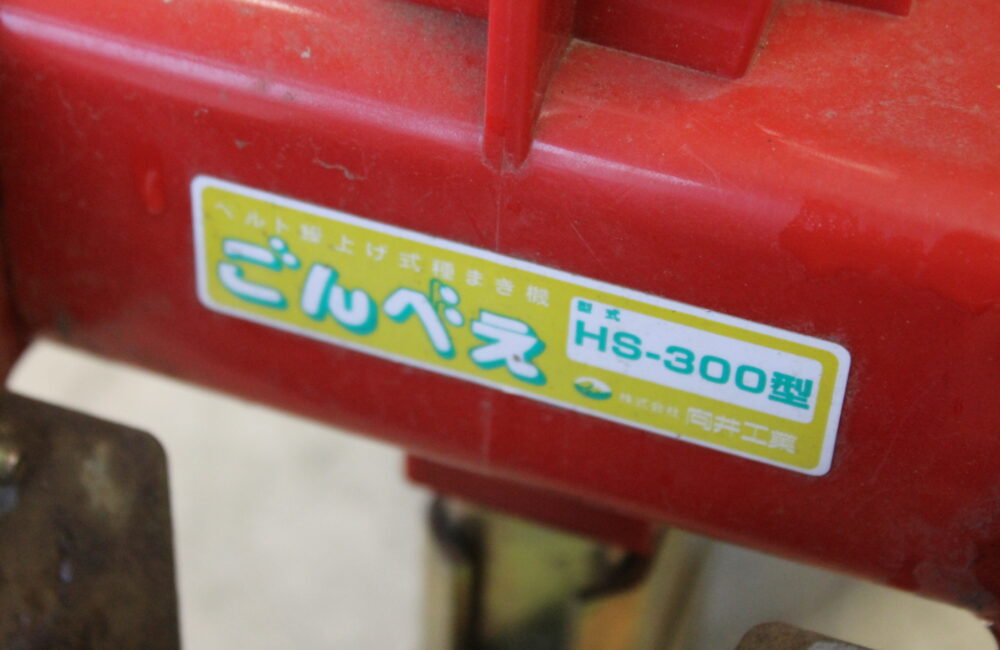 ベルト繰上げ式種まき機
ごんべえ
型式
HS-300型
株式会社 向井工業